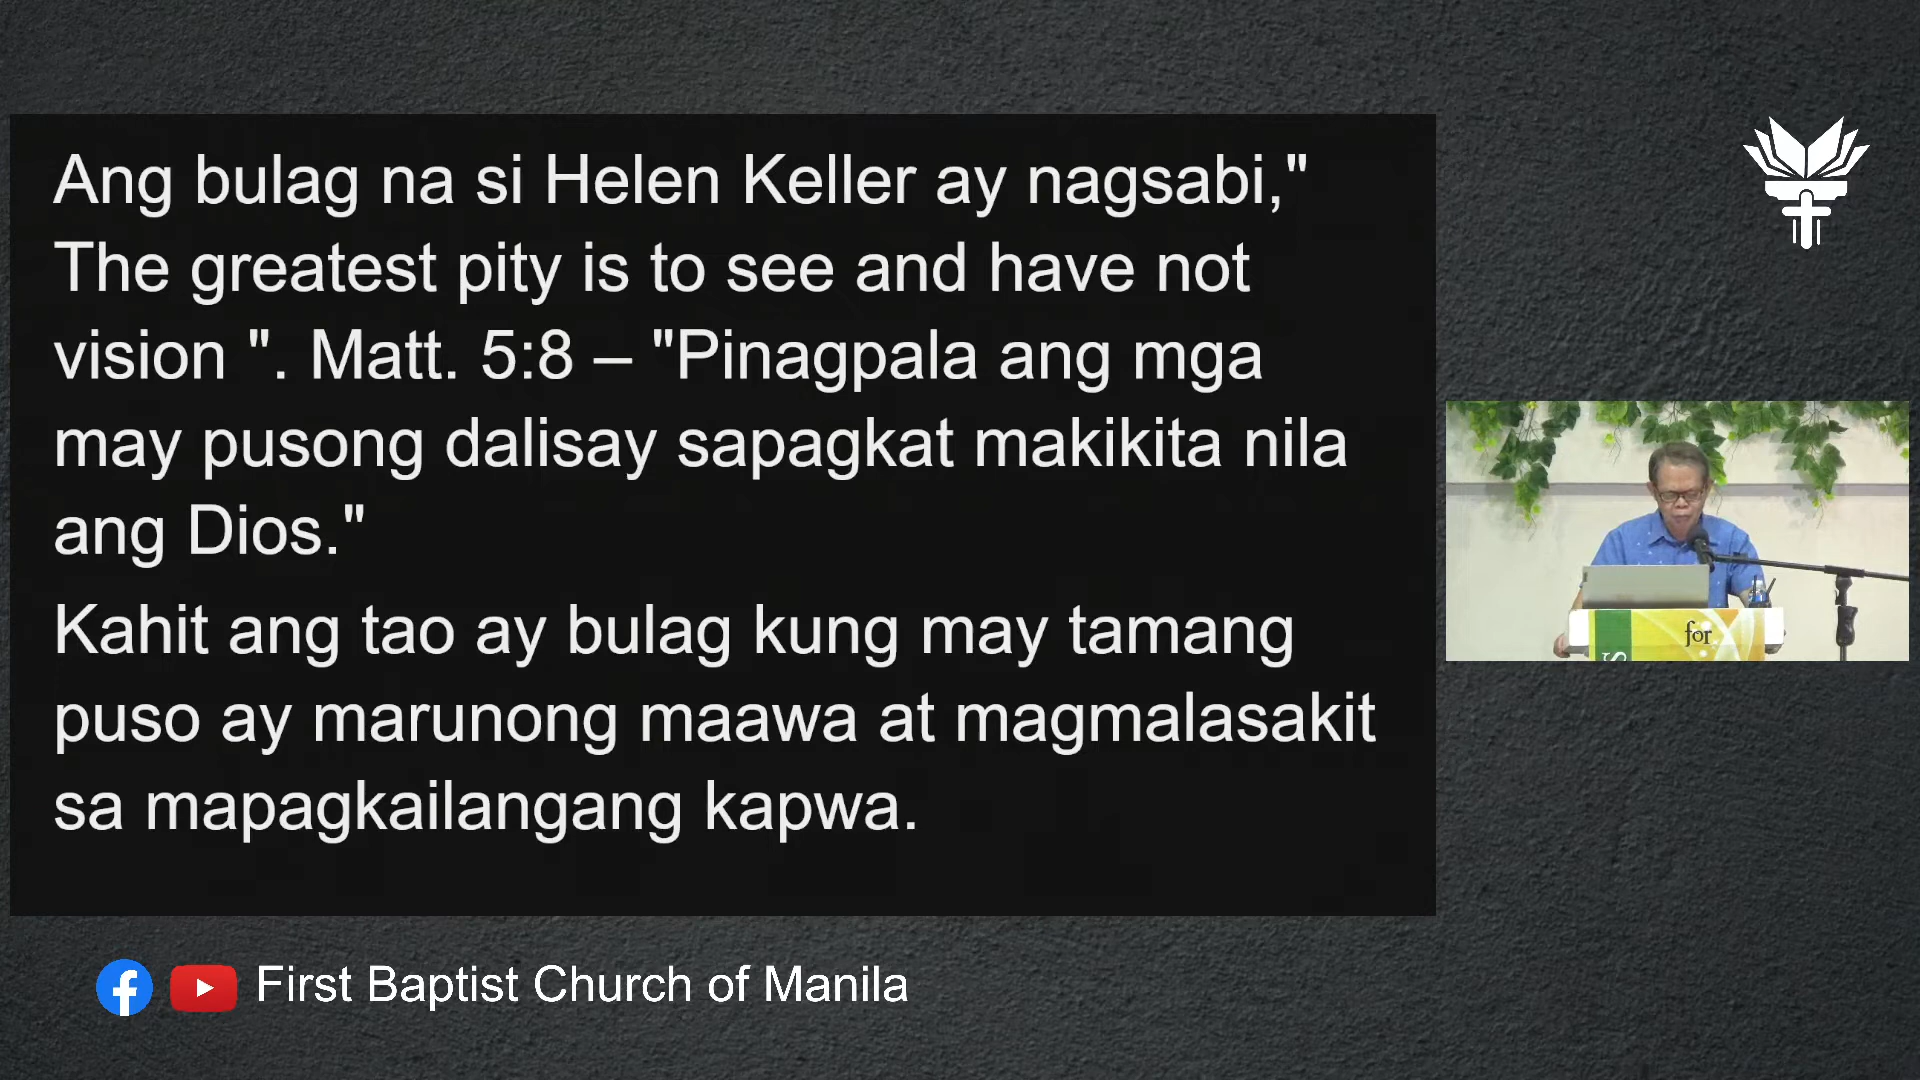 Ang bulag na si Helen Keller ay nagsabi,"
The greatest pity is to see and have not
vision ". Matt. 5:8 – "Pinagpala ang mga
may pusong dalisay sapagkat makikita nila
ang Dios."
Kahit ang tao ay bulag kung may tamang
puso ay marunong maawa at magmalasakit
sa mapagkailangang kapwa.
for
S
First Baptist Church of Manila